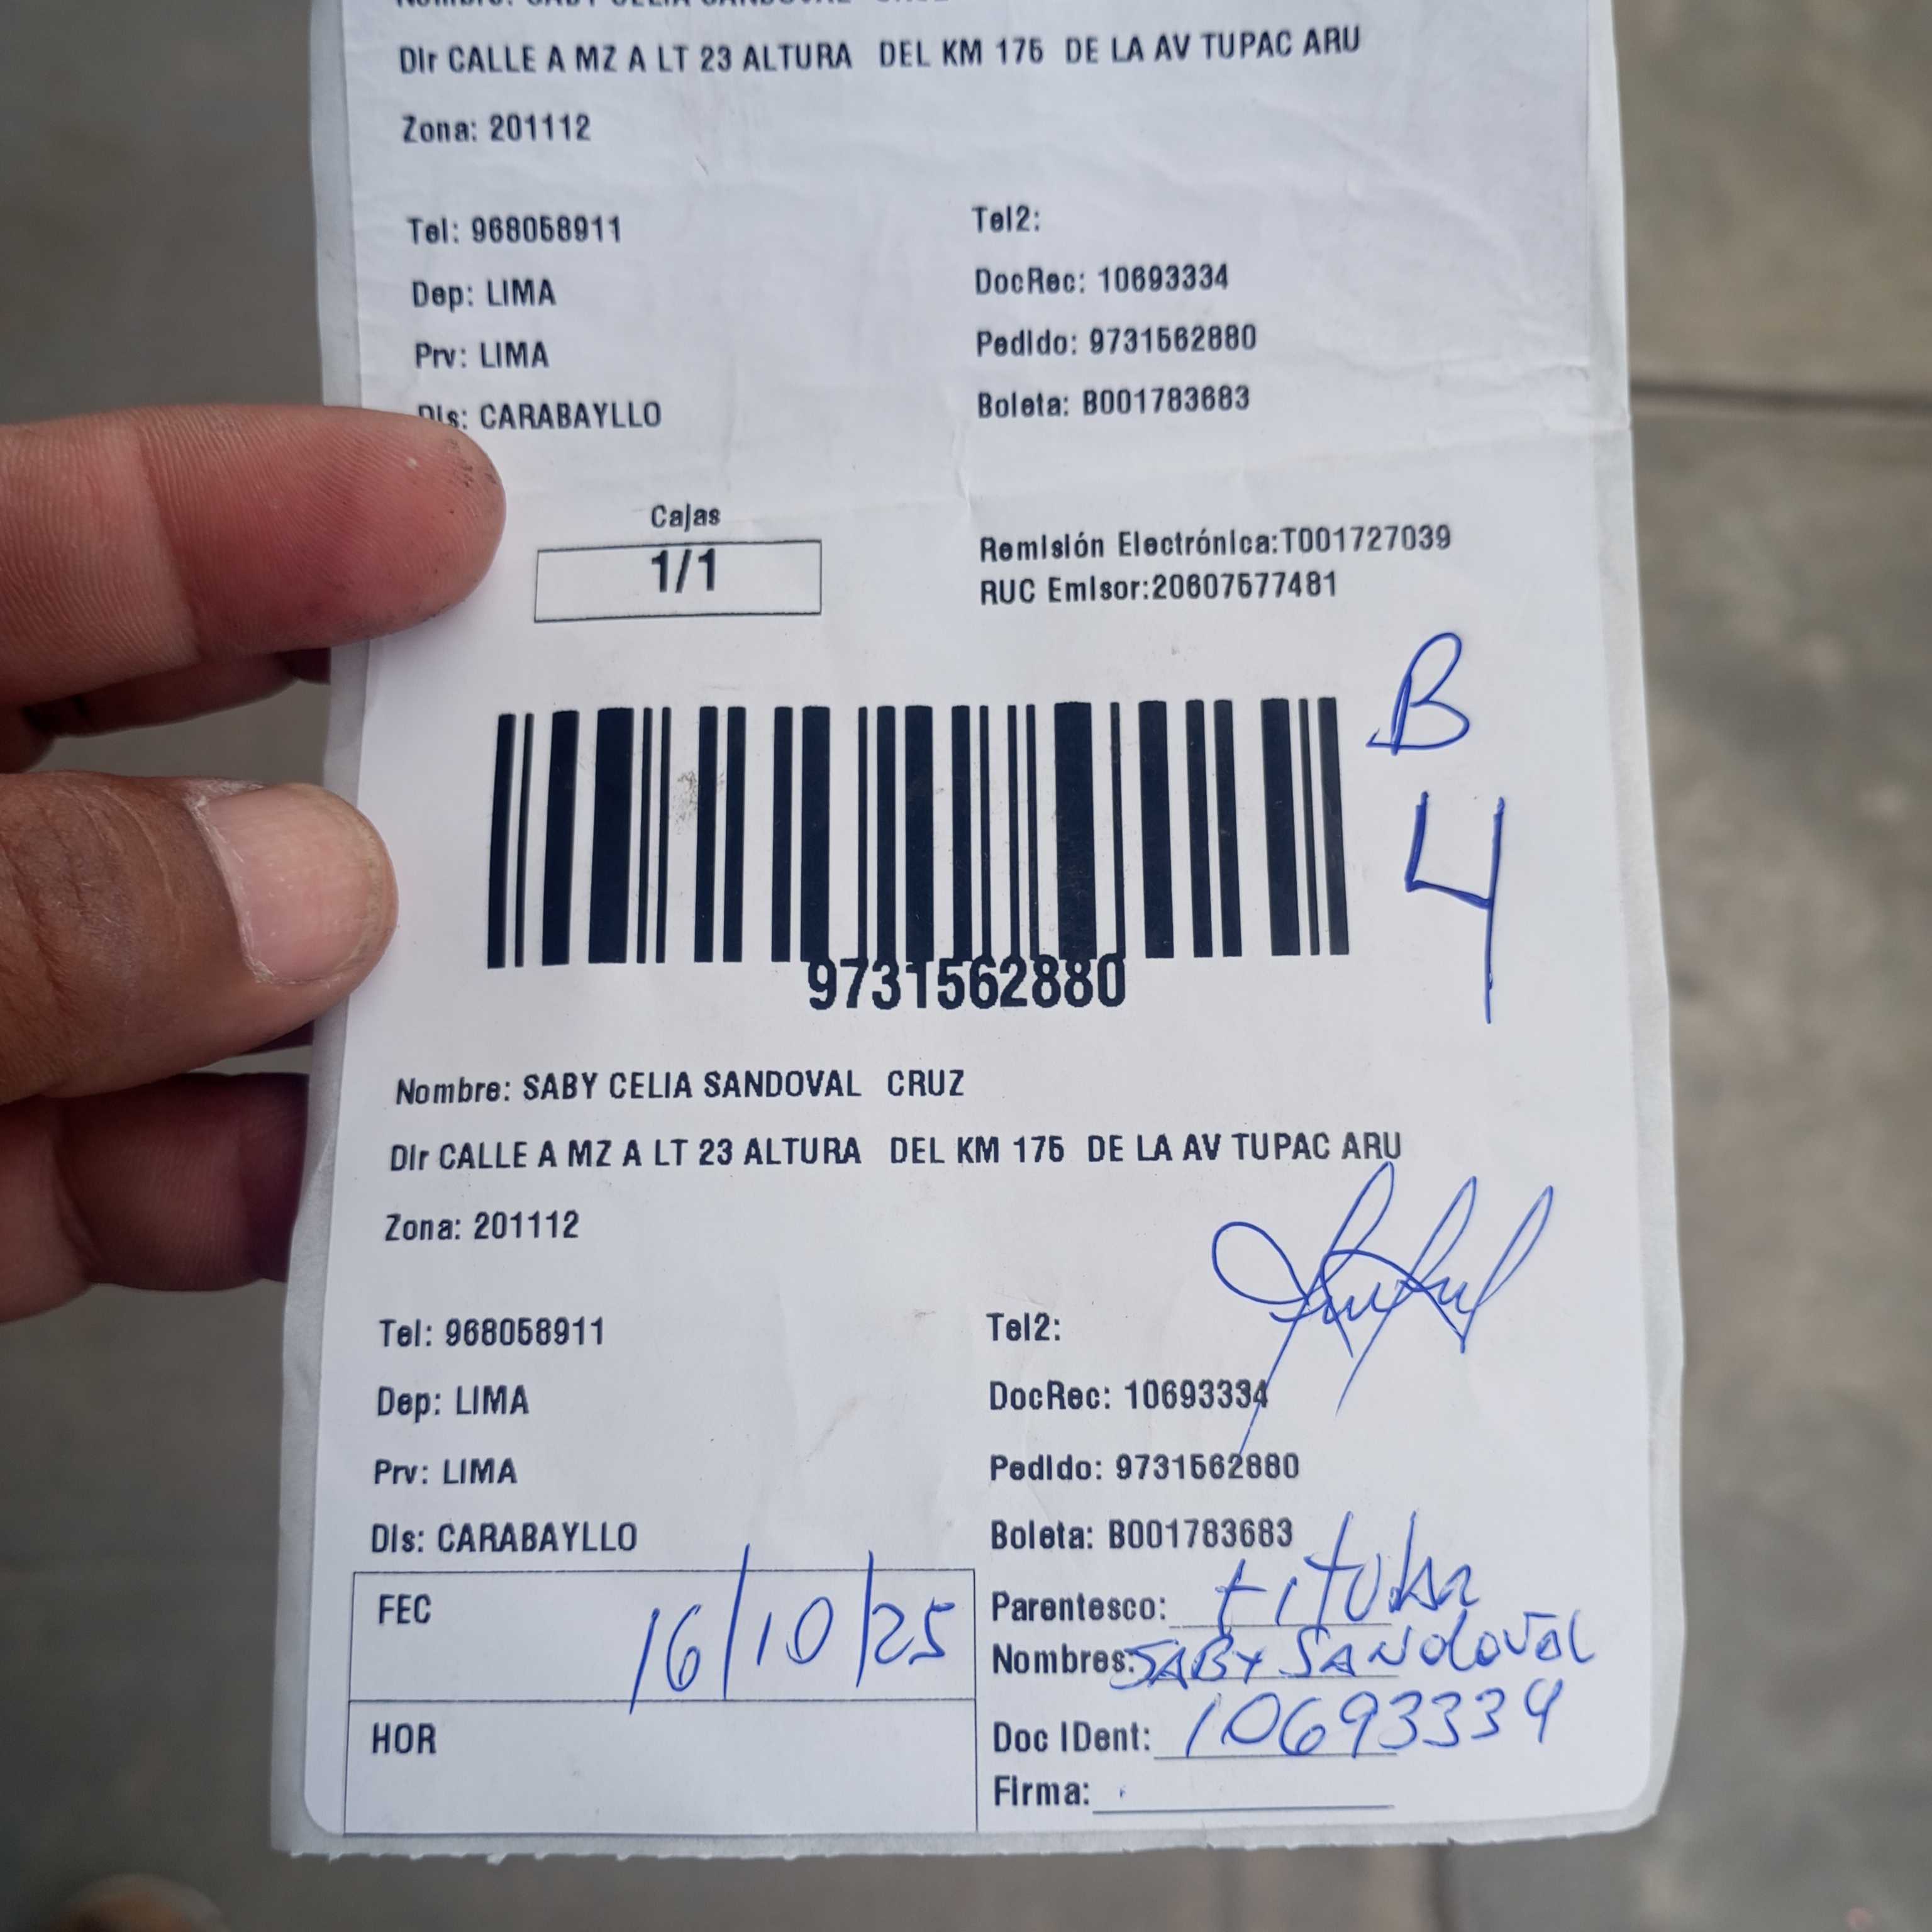 Dir CALLE A MZ A LT 23 ALTURA DEL KM 175 DE LA AV TUPAC ARU
Zona: 201112
Tel: 968058911 Tel2:
Dep: LIMA DocRec: 10693334
Prv: LIMA Pedido: 9731562880
Dis: CARABAYLLO Boleta: B001783683
Cajas
1/1
Remisión Electrónica:T001727039
RUC Emisor:20607577481
B
4
9731562880
Nombre: SABY CELIA SANDOVAL CRUZ
Dir CALLE A MZ A LT 23 ALTURA DEL KM 175 DE LA AV TUPAC ARU
Zona: 201112
Tel: 968058911 Tel2:
Dep: LIMA DocRec: 10693334
Prv: LIMA Pedido: 9731562880
Dis: CARABAYLLO Boleta: B001783683
FEC 16/10/25
HOR
Parentesco: titular
Nombres: SABY SANDOVAL
Doc IDent: 10693334
Firma: